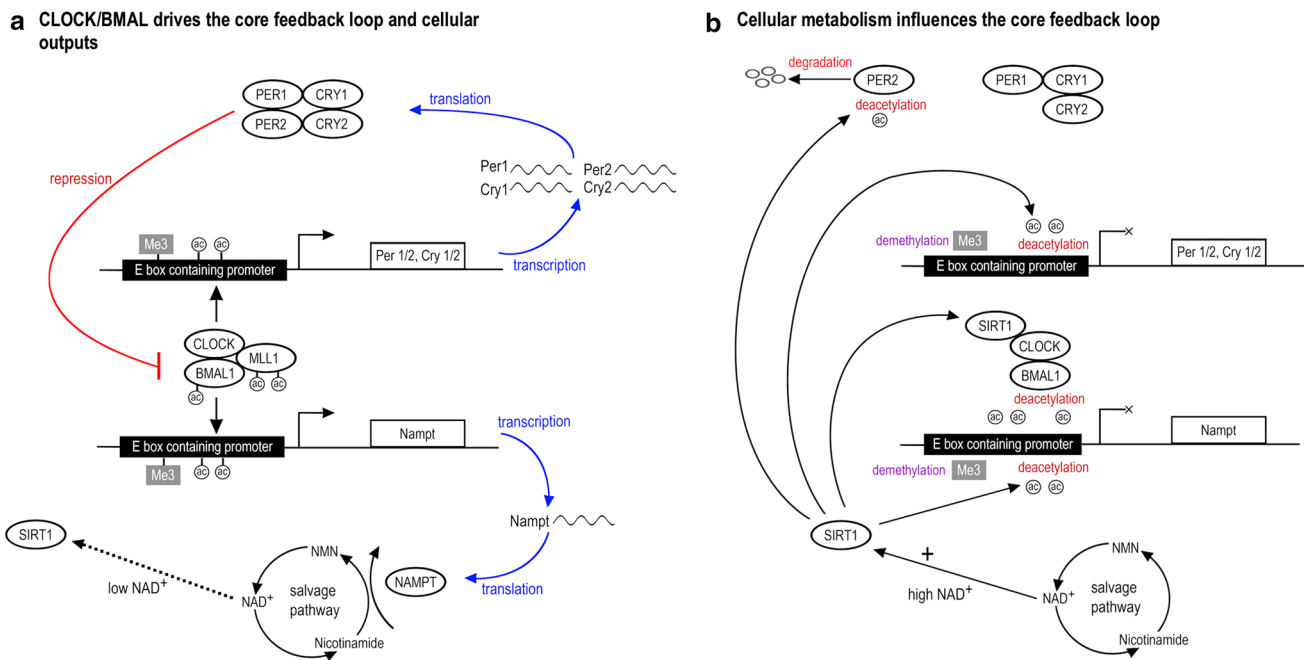 a CLOCK/BMAL drives the core feedback loop and cellular
outputs
PER1
CRY1
PER2
CRY2
translation
repression
Per1
Per2
Cry1
Cry2
Me3
ac
ac
E box containing promoter
Per 1/2, Cry 1/2
transcription
CLOCK
MLL1
BMAL1
ac
ac
ac
E box containing promoter
Nampt
transcription
Me3
ac
ac
Nampt
SIRT1
low NAD+
NMN
NAD+
salvage
pathway
Nicotinamide
NAMPT
translation
b Cellular metabolism influences the core feedback loop
degradation
PER2
deacetylation
ac
PER1
CRY1
CRY2
ac
ac
demethylation
Me3
deacetylation
E box containing promoter
Per 1/2, Cry 1/2
SIRT1
CLOCK
BMAL1
deacetylation
ac
ac
ac
E box containing promoter
Nampt
demethylation
Me3
deacetylation
ac
ac
SIRT1
+
high NAD+
NMN
NAD+
salvage
pathway
Nicotinamide